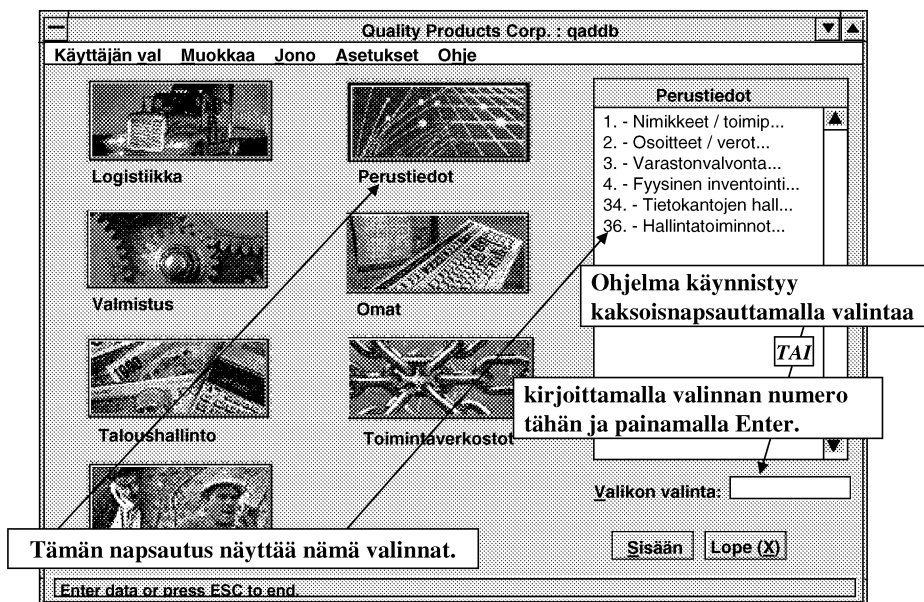 Quality Products Corp. : qaddb
Käyttäjän val Muokkaa Jono Asetukset Ohje
Logistiikka
Perustiedot
Valmistus
Omat
Taloushallinto
Toimintaverkostot
Perustiedot
1. - Nimikkeet / toimip...
2. - Osoitteet / verot...
3. - Varastonvalvonta...
4. - Fyysinen inventointi...
34. - Tietokantojen hall...
36. - Hallintatoiminnot...
Ohjelma käynnistyy
kaksoisnapsauttamalla valintaa
TAI
kirjoittamalla valinnan numero
tähän ja painamalla Enter.
Valikon valinta:
Tämän napsautus näyttää nämä valinnat.
Sisään Lope (X)
Enter data or press ESC to end.